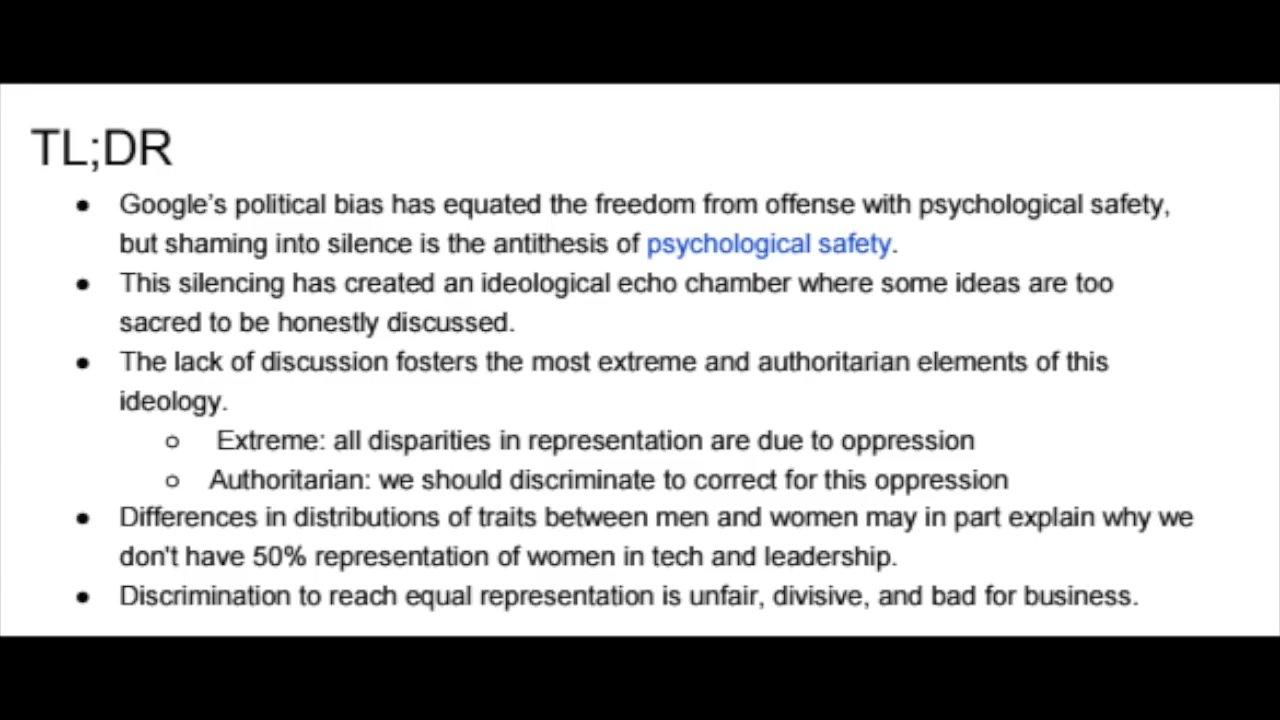 TL;DR
● Google’s political bias has equated the freedom from offense with psychological safety,
but shaming into silence is the antithesis of psychological safety.
● This silencing has created an ideological echo chamber where some ideas are too
sacred to be honestly discussed.
● The lack of discussion fosters the most extreme and authoritarian elements of this
ideology.
○ Extreme: all disparities in representation are due to oppression
○ Authoritarian: we should discriminate to correct for this oppression
● Differences in distributions of traits between men and women may in part explain why we
don't have 50% representation of women in tech and leadership.
● Discrimination to reach equal representation is unfair, divisive, and bad for business.